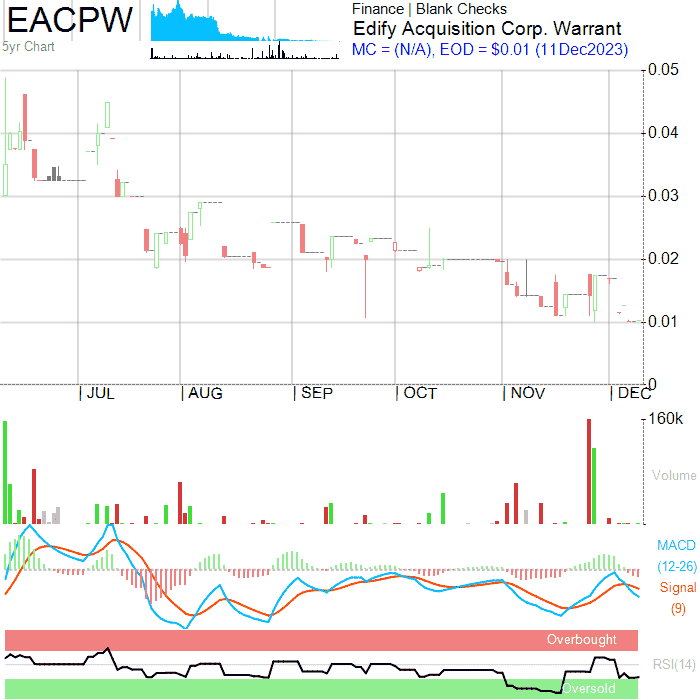 EACPW
5yr Chart
Finance | Blank Checks
Edify Acquisition Corp. Warrant
MC = (N/A), EOD = $0.01 (11Dec2023)
0.05
0.04
0.03
0.02
0.01
0
JUL AUG SEP OCT NOV DEC
160k
Volume
MACD
(12-26)
Signal
(9)
Overbought
RSI(14)
Oversold